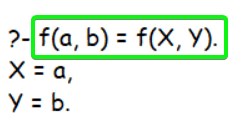 ?- f(a, b) = f(X, Y).
X = a,
Y = b.